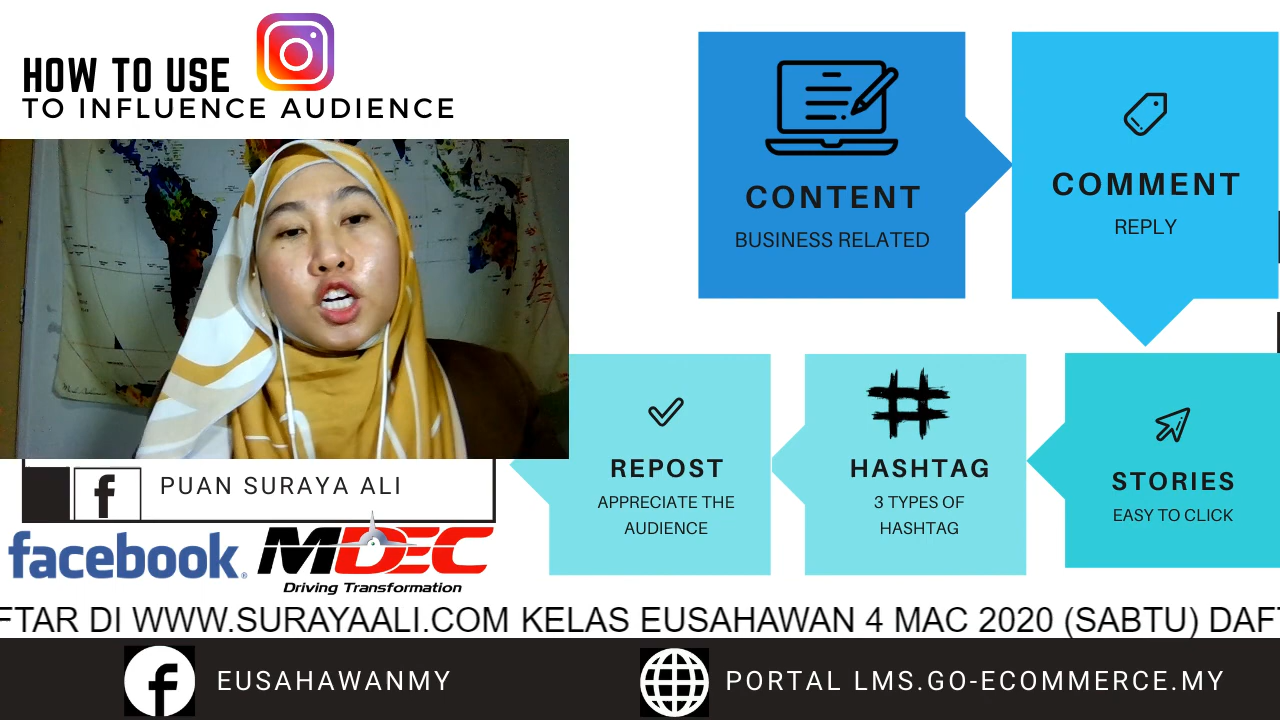 HOW TO USE
TO INFLUENCE AUDIENCE
CONTENT
BUSINESS RELATED
COMMENT
REPLY
STORIES
EASY TO CLICK
HASHTAG
3 TYPES OF
HASHTAG
REPOST
APPRECIATE THE
AUDIENCE
PUAN SURAYA ALI
facebook
MDEC
Driving Transformation
FTAR DI WWW.SURAYAALI.COM KELAS EUSAHAWAN 4 MAC 2020 (SABTU) DAFT
EUSAHAWANMY
PORTAL LMS.GO-ECOMMERCE.MY